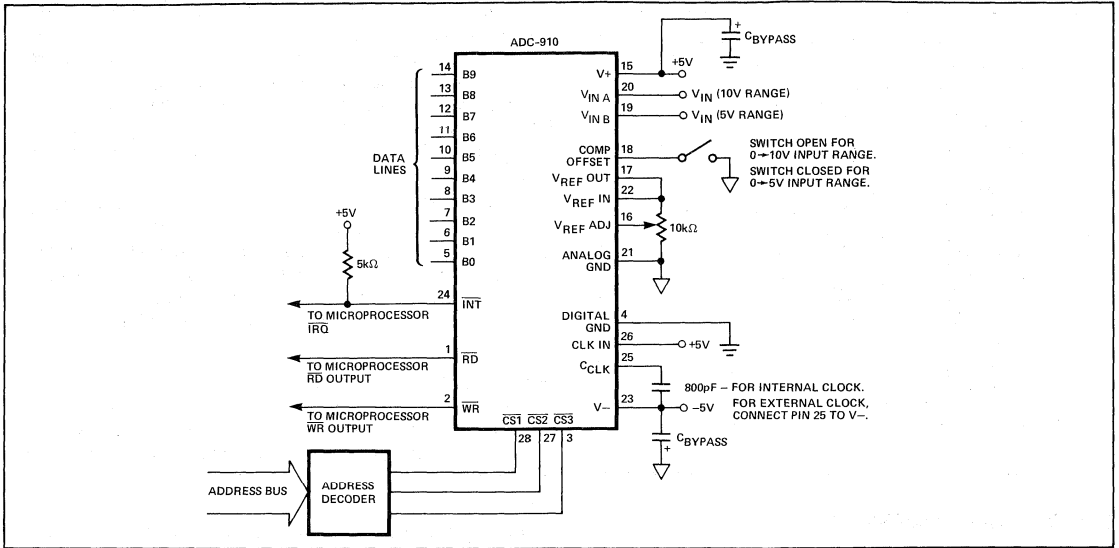 ADC-910
14 B9
13 B8
12 B7
11 B6
10 B5
9 B4
8 B3
7 B2
6 B1
5 B0
DATA
LINES
+5V
5kΩ
24 INT
TO MICROPROCESSOR
IRQ
1 RD
TO MICROPROCESSOR
RD OUTPUT
2 WR
TO MICROPROCESSOR
WR OUTPUT
CS1 CS2 CS3
28 27 3
ADDRESS BUS
ADDRESS
DECODER
+
CBYPASS
V+ 15 +5V
VIN A 20 VIN (10V RANGE)
VIN B 19 VIN (5V RANGE)
COMP
OFFSET 18
SWITCH OPEN FOR
0→10V INPUT RANGE.
SWITCH CLOSED FOR
0→5V INPUT RANGE.
VREF OUT 17
VREF IN 22
VREF ADJ 16 10kΩ
ANALOG
GND 21
DIGITAL
GND 4
CLK IN 26 +5V
CCLK 25
800pF – FOR INTERNAL CLOCK.
FOR EXTERNAL CLOCK,
CONNECT PIN 25 TO V–.
V– 23 –5V
CBYPASS
+